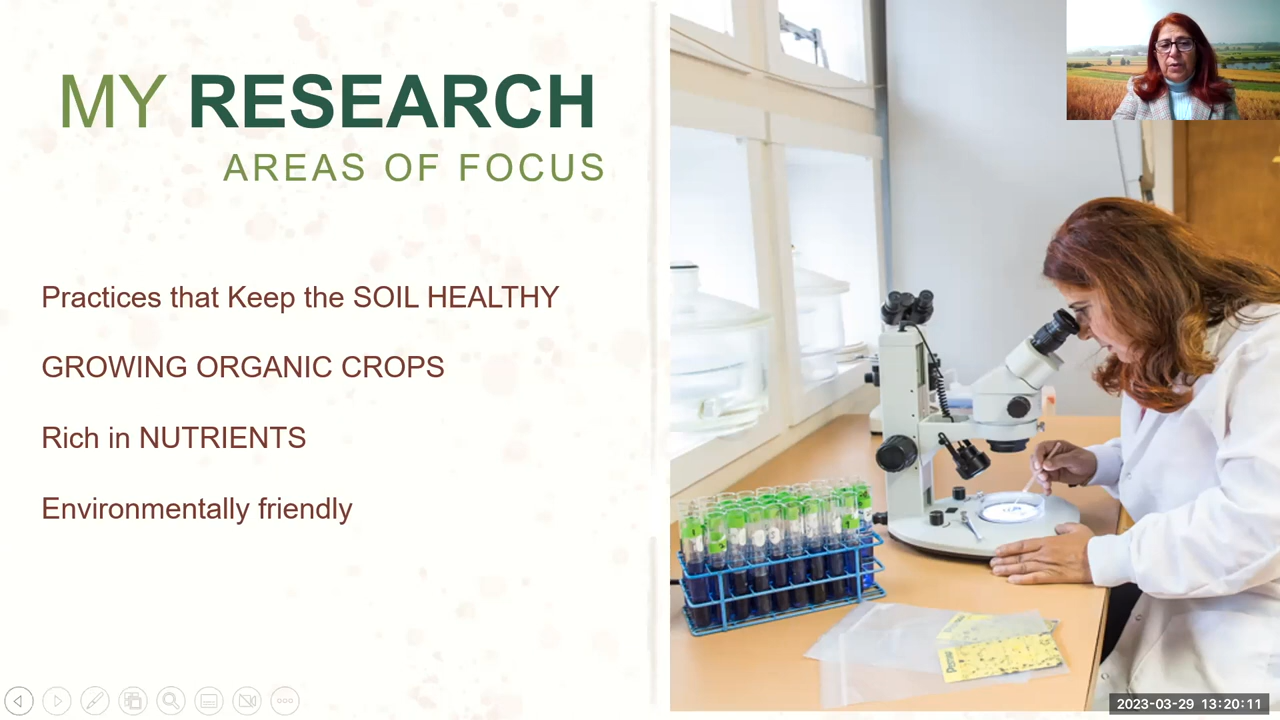 MY RESEARCH
AREAS OF FOCUS
Practices that Keep the SOIL HEALTHY
GROWING ORGANIC CROPS
Rich in NUTRIENTS
Environmentally friendly
2023-03-29 13:20:11